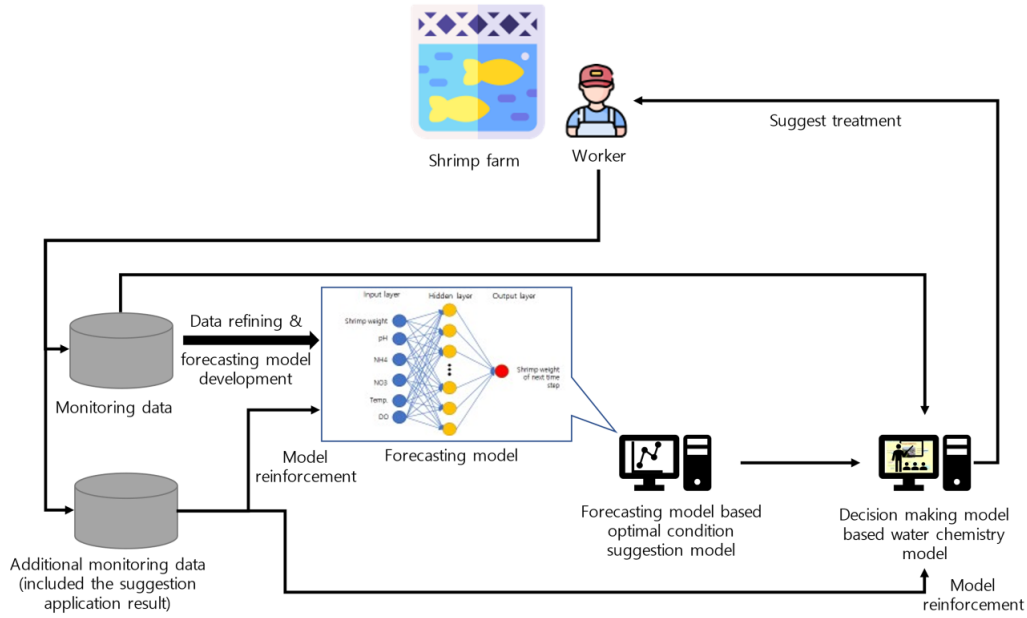 Shrimp farm
Worker
Suggest treatment
Data refining &
forecasting model
development
Monitoring data
Input layer
Hidden layer
Output layer
Shrimp weight
pH
NH4
NO3
Temp.
DO
Shrimp weight
of next time
step
Forecasting model
Model
reinforcement
Forecasting model based
optimal condition
suggestion model
Decision making model
based water chemistry
model
Additional monitoring data
(included the suggestion
application result)
Model
reinforcement